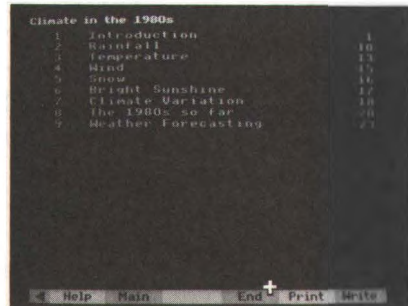 Climate in the 1980s
1 Introduction 1
2 Rainfall 10
3 Temperature 13
4 Wind 15
5 Snow 16
6 Bright Sunshine 17
7 Climate Variation 18
8 The 1980s so far 20
9 Weather Forecasting 23
Help Main End Print Write